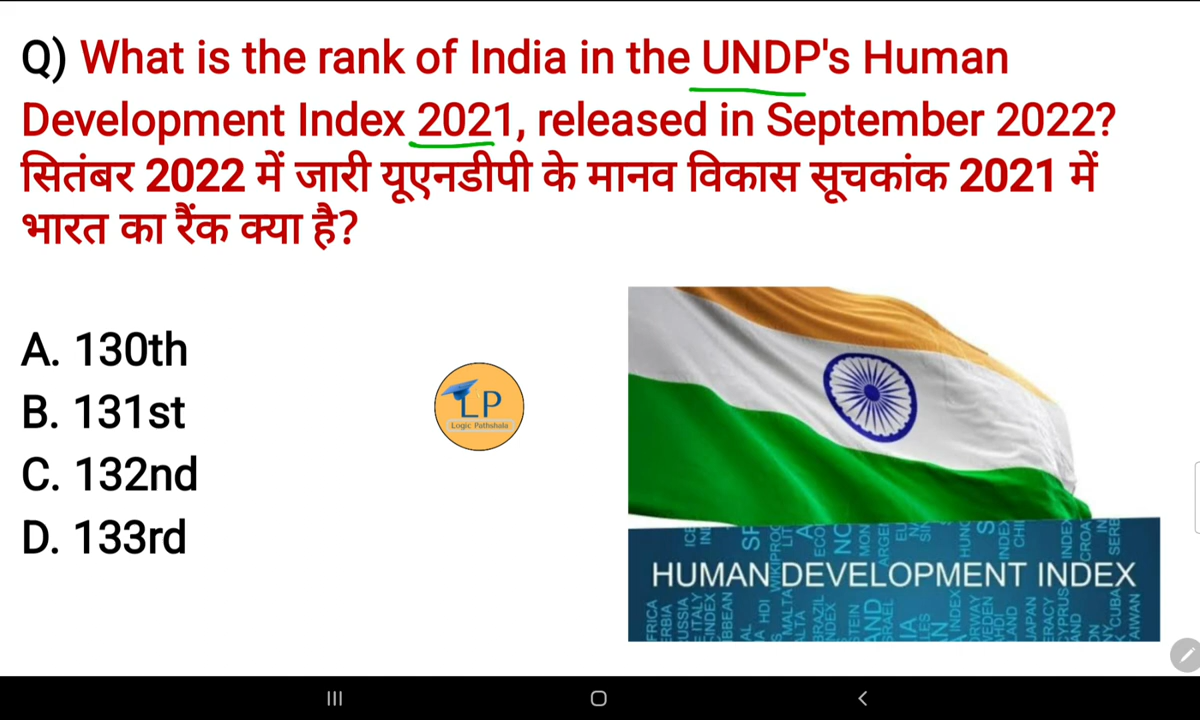 Q) What is the rank of India in the UNDP's Human
Development Index 2021, released in September 2022?
सितंबर 2022 में जारी यूएनडीपी के मानव विकास सूचकांक 2021 में
भारत का रैंक क्या है?
A. 130th
B. 131st
C. 132nd
D. 133rd
LP
Logic Pathshala
HUMAN DEVELOPMENT INDEX